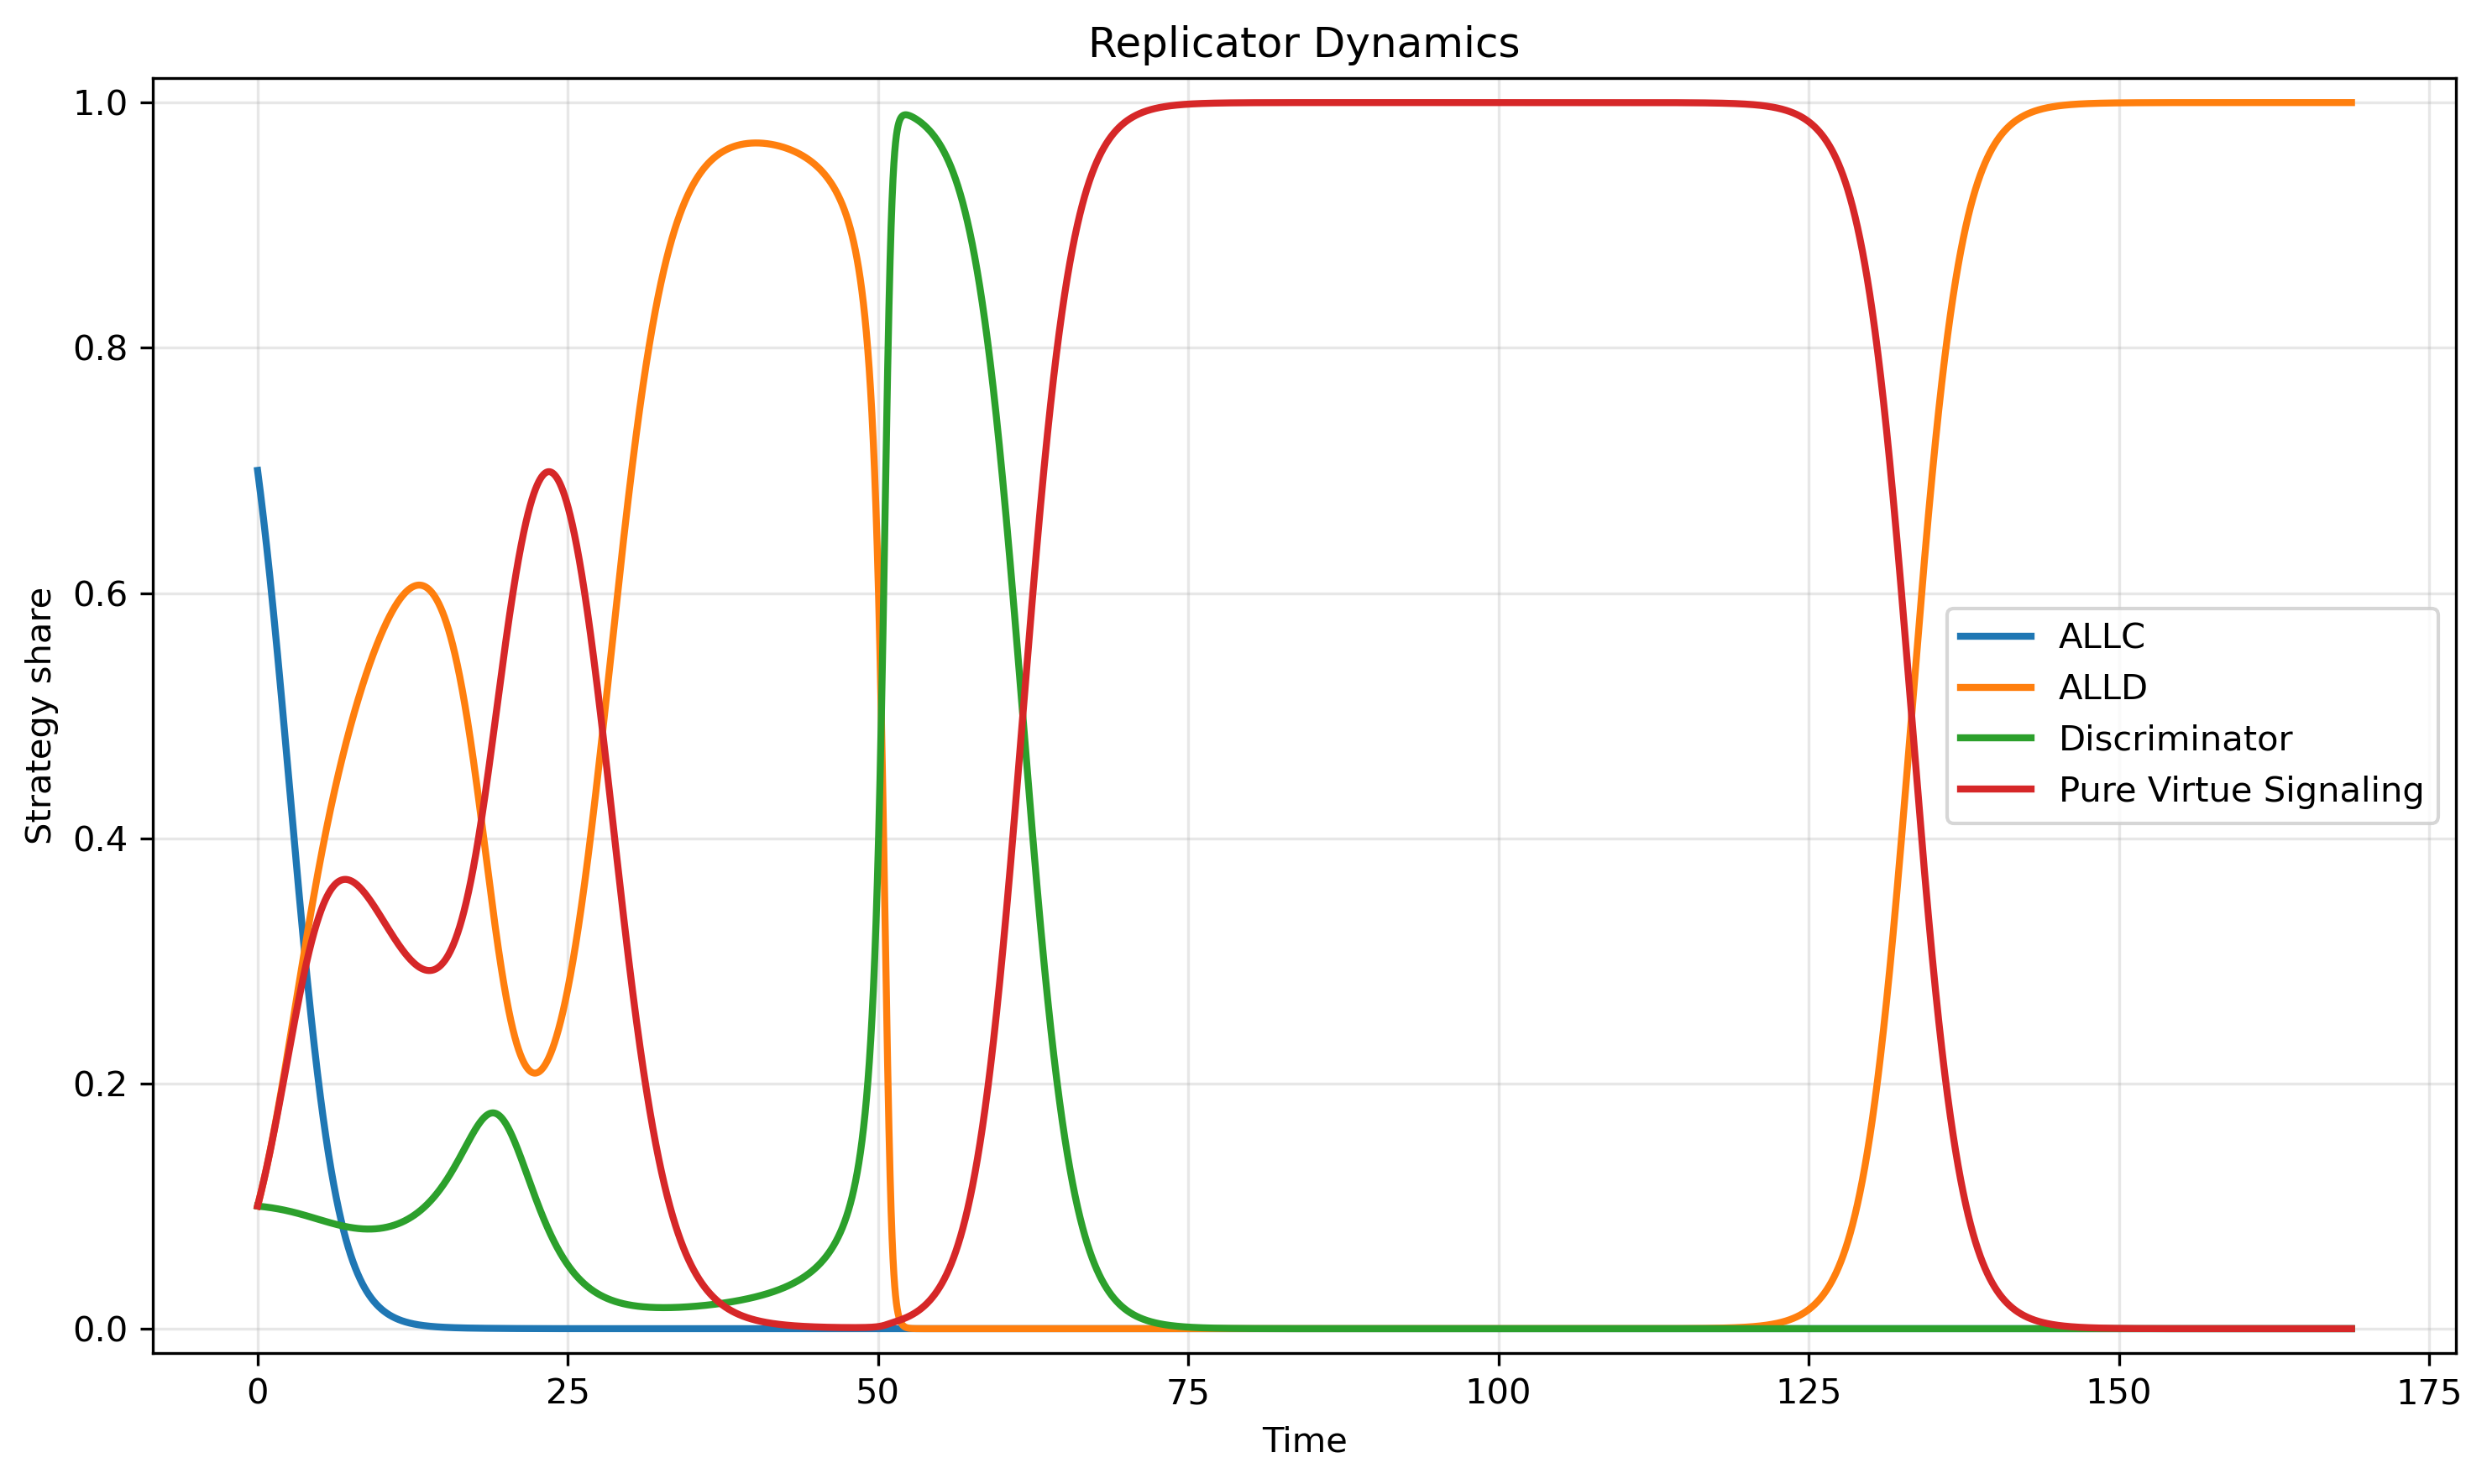 Replicator Dynamics
1.0
0.8
0.6
0.4
0.2
0.0
Strategy share
ALLC
ALLD
Discriminator
Pure Virtue Signaling
0 25 50 75 100 125 150 175
Time